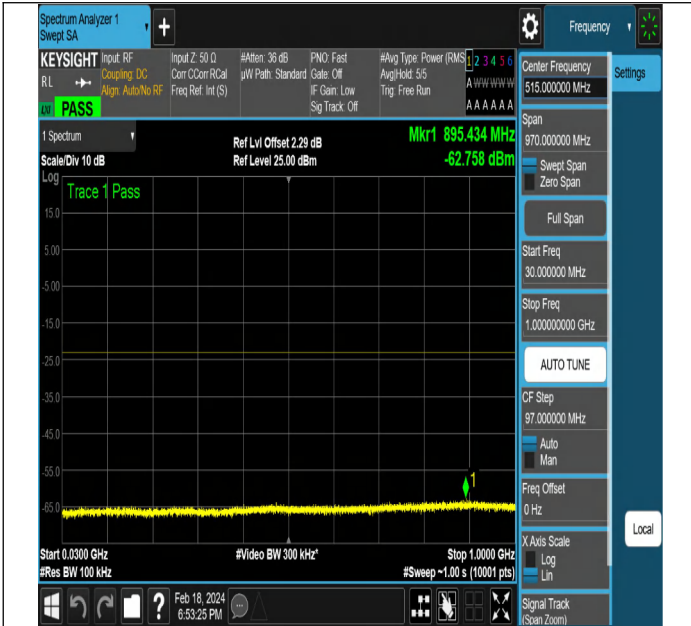 Spectrum Analyzer 1
Swept SA
Frequency
KEYSIGHT
RL
LXI
PASS
Input: RF
Coupling: DC
Align: Auto/No RF
Input Z: 50 Ω
Corr CCorr RCal
Freq Ref: Int (S)
#Atten: 36 dB
µW Path: Standard
PNO: Fast
Gate: Off
IF Gain: Low
Sig Track: Off
#Avg Type: Power (RMS
Avg|Hold: 5/5
Trig: Free Run
1 2 3 4 5 6
A W W W W W
A A A A A A
1 Spectrum
Scale/Div 10 dB
Ref Lvl Offset 2.29 dB
Ref Level 25.00 dBm
Mkr1 895.434 MHz
-62.758 dBm
Log
Trace 1 Pass
15.0
5.00
-5.00
-15.0
-25.0
-35.0
-45.0
-55.0
-65.0
1
Start 0.0300 GHz
#Res BW 100 kHz
#Video BW 300 kHz*
Stop 1.0000 GHz
#Sweep ~1.00 s (10001 pts)
Center Frequency
515.000000 MHz
Span
970.000000 MHz
Swept Span
Zero Span
Full Span
Start Freq
30.000000 MHz
Stop Freq
1.000000000 GHz
AUTO TUNE
CF Step
97.000000 MHz
Auto
Man
Freq Offset
0 Hz
X Axis Scale
Log
Lin
Signal Track
(Span Zoom)
Settings
Local
?
Feb 18, 2024
6:53:25 PM